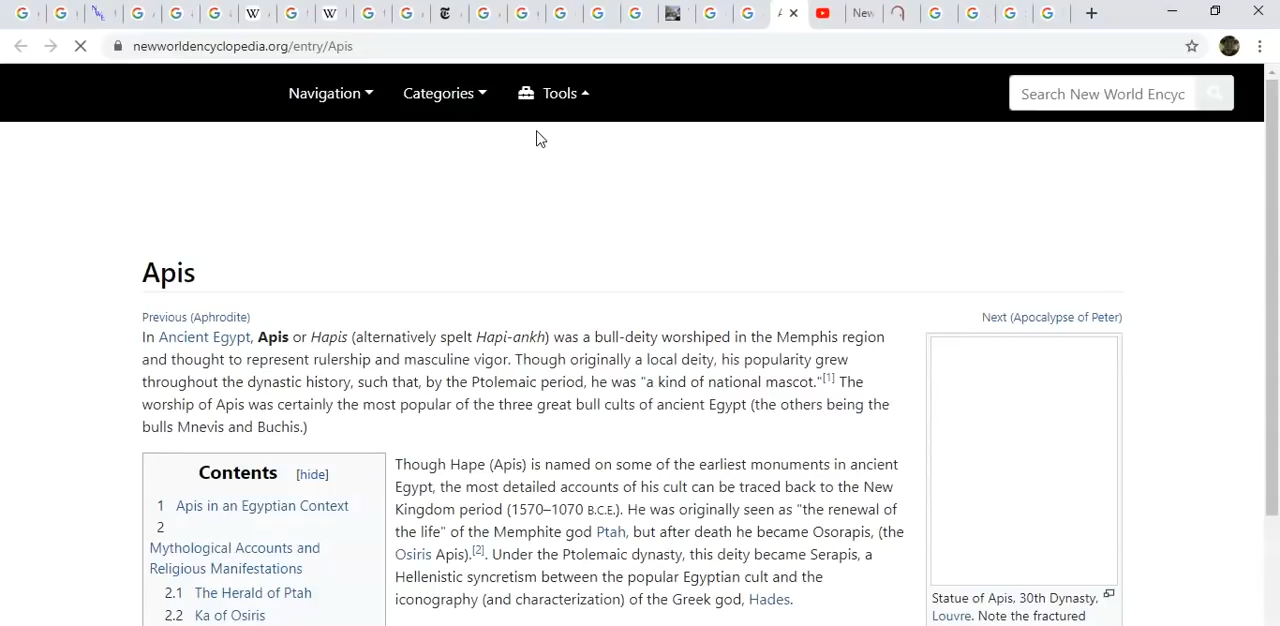 New
newworldencyclopedia.org/entry/Apis
Navigation Categories Tools Search New World Encyc
Apis
Previous (Aphrodite) Next (Apocalypse of Peter)
In Ancient Egypt, Apis or Hapis (alternatively spelt Hapi-ankh) was a bull-deity worshiped in the Memphis region
and thought to represent rulership and masculine vigor. Though originally a local deity, his popularity grew
throughout the dynastic history, such that, by the Ptolemaic period, he was "a kind of national mascot."[1] The
worship of Apis was certainly the most popular of the three great bull cults of ancient Egypt (the others being the
bulls Mnevis and Buchis.)
Contents [hide]
1 Apis in an Egyptian Context
2
Mythological Accounts and
Religious Manifestations
2.1 The Herald of Ptah
2.2 Ka of Osiris
Though Hape (Apis) is named on some of the earliest monuments in ancient
Egypt, the most detailed accounts of his cult can be traced back to the New
Kingdom period (1570–1070 B.C.E.). He was originally seen as "the renewal of
the life" of the Memphite god Ptah, but after death he became Osorapis, (the
Osiris Apis).[2]. Under the Ptolemaic dynasty, this deity became Serapis, a
Hellenistic syncretism between the popular Egyptian cult and the
iconography (and characterization) of the Greek god, Hades.
Statue of Apis, 30th Dynasty.
Louvre. Note the fractured